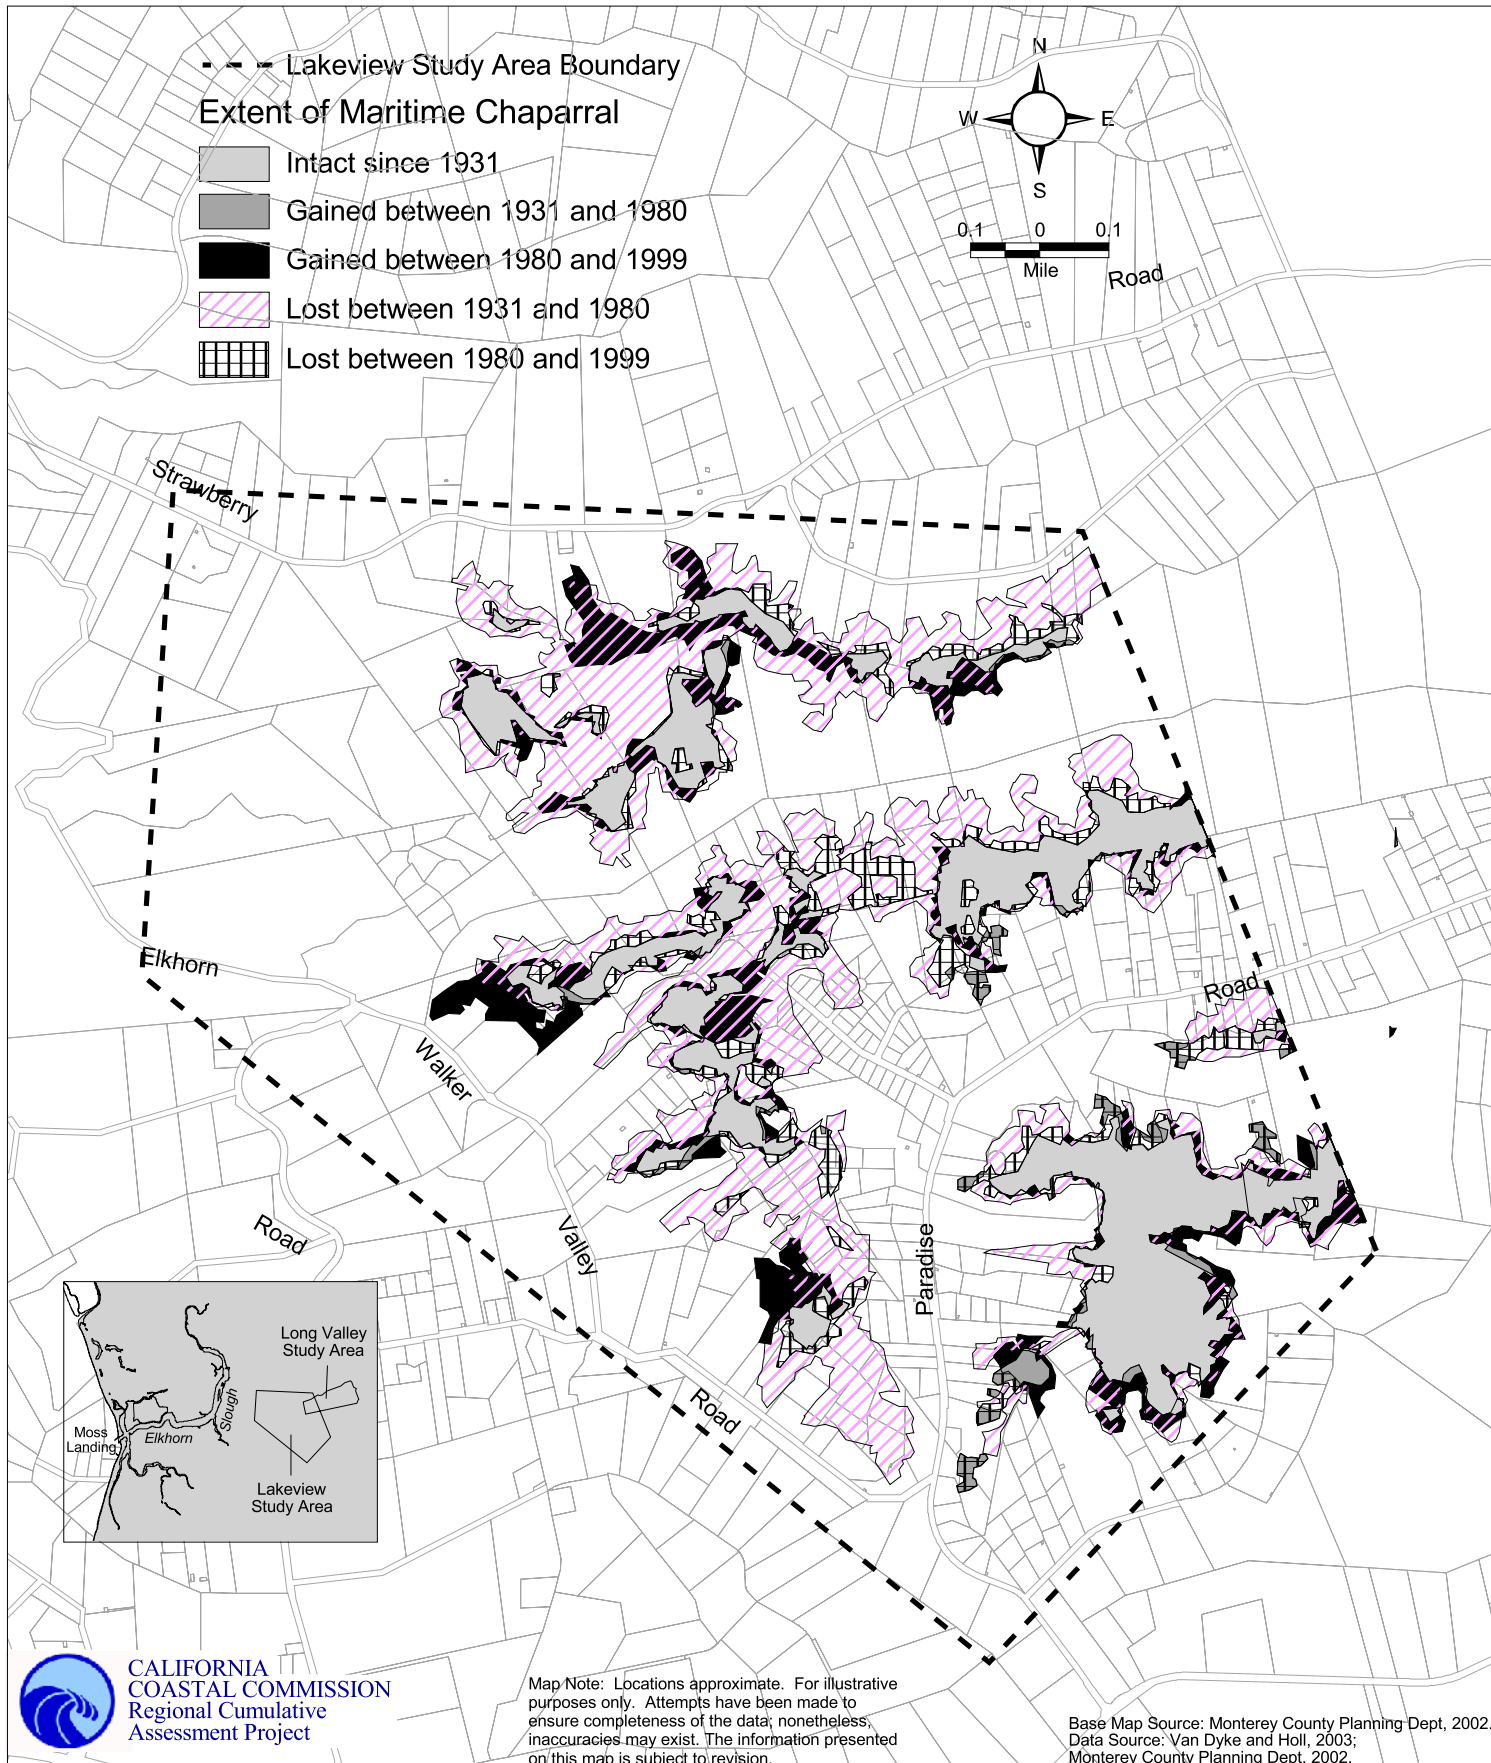 Lakeview Study Area Boundary
Extent of Maritime Chaparral
Intact since 1931
Gained between 1931 and 1980
Gained between 1980 and 1999
Lost between 1931 and 1980
Lost between 1980 and 1999
N
W E
S
0.1 0 0.1
Mile
Road
Strawberry
Elkhorn
Road
Walker
Road
Valley
Paradise
Road
Long Valley
Study Area
Slough
Moss
Landing
Elkhorn
Lakeview
Study Area
CALIFORNIA
COASTAL COMMISSION
Regional Cumulative
Assessment Project
Map Note: Locations approximate. For illustrative
purposes only. Attempts have been made to
ensure completeness of the data; nonetheless,
inaccuracies may exist. The information presented
on this map is subject to revision.
Base Map Source: Monterey County Planning Dept, 2002.
Data Source: Van Dyke and Holl, 2003;
Monterey County Planning Dept, 2002.